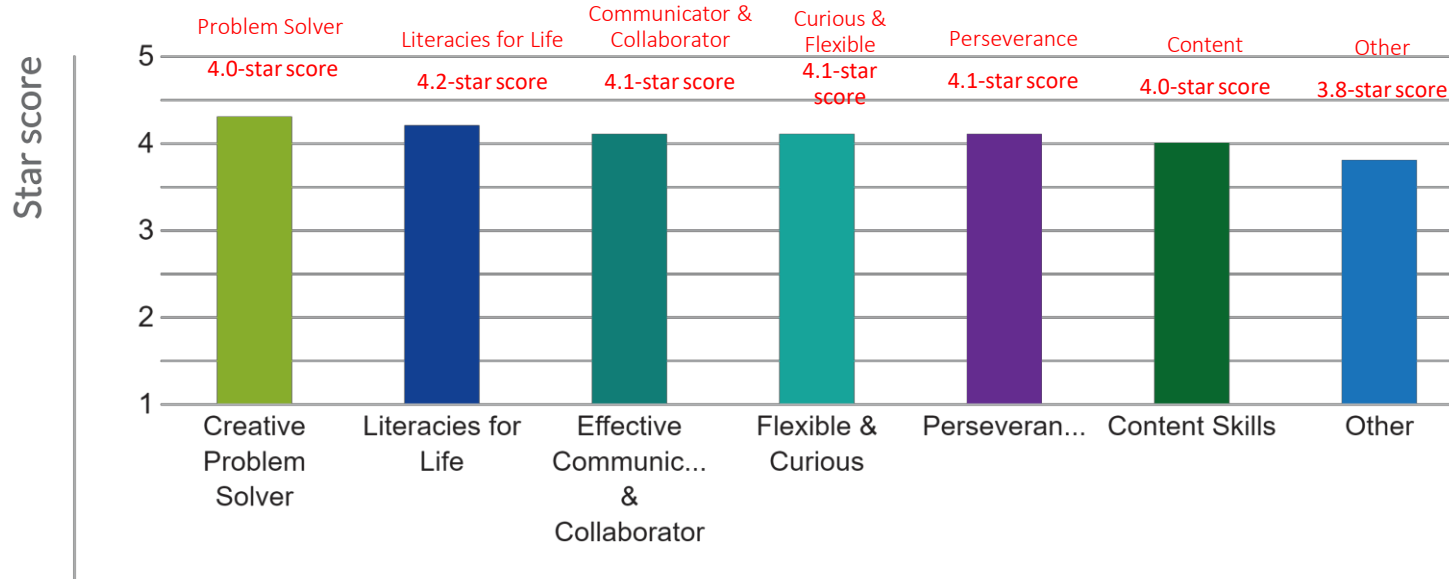 Problem Solver
4.0-star score
Literacies for Life
4.2-star score
Communicator &
Collaborator
4.1-star score
Curious &
Flexible
4.1-star
score
Perseverance
4.1-star score
Content
4.0-star score
Other
3.8-star score
Star score
5
4
3
2
1
Creative
Problem
Solver
Literacies for
Life
Effective
Communic...
&
Collaborator
Flexible &
Curious
Perseveran...
Content Skills
Other